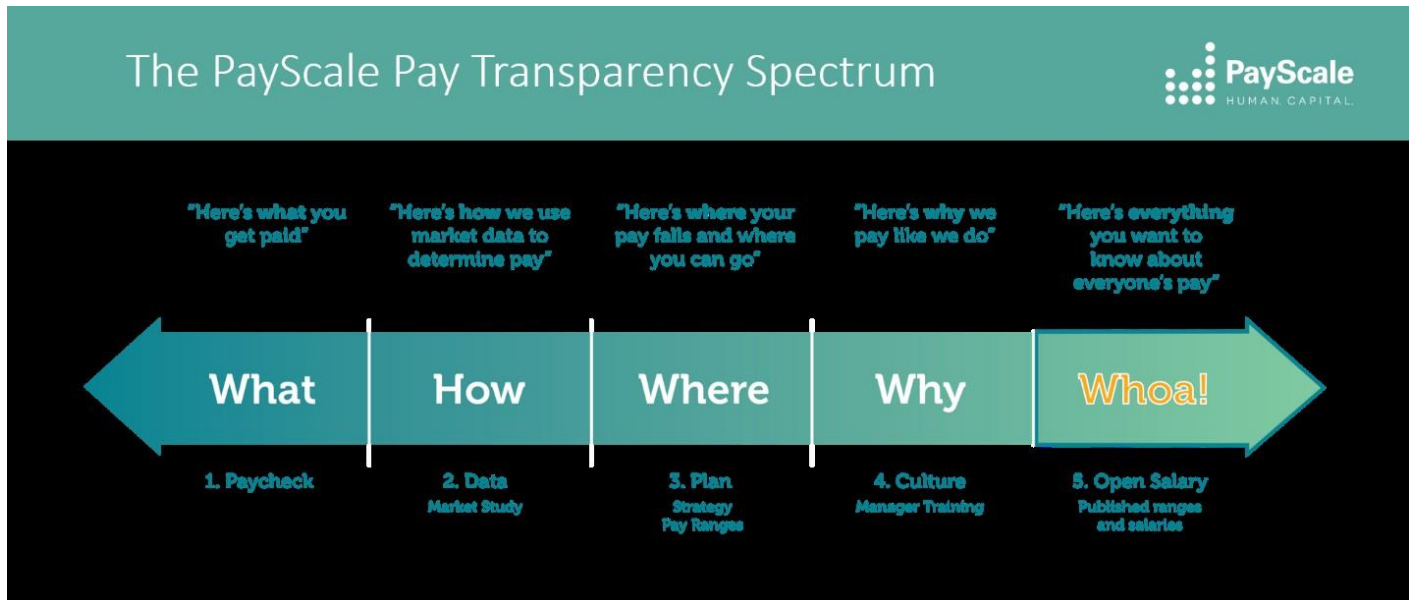 The PayScale Pay Transparency Spectrum
PayScale
HUMAN. CAPITAL.
"Here's what you
get paid"
"Here's how we use
market data to
determine pay"
"Here's where your
pay falls and where
you can go"
"Here's why we
pay like we do"
"Here's everything
you want to
know about
everyone's pay"
What
How
Where
Why
Whoa!
1. Paycheck
2. Data
Market Study
3. Plan
Strategy
Pay Ranges
4. Culture
Manager Training
5. Open Salary
Published ranges
and salaries